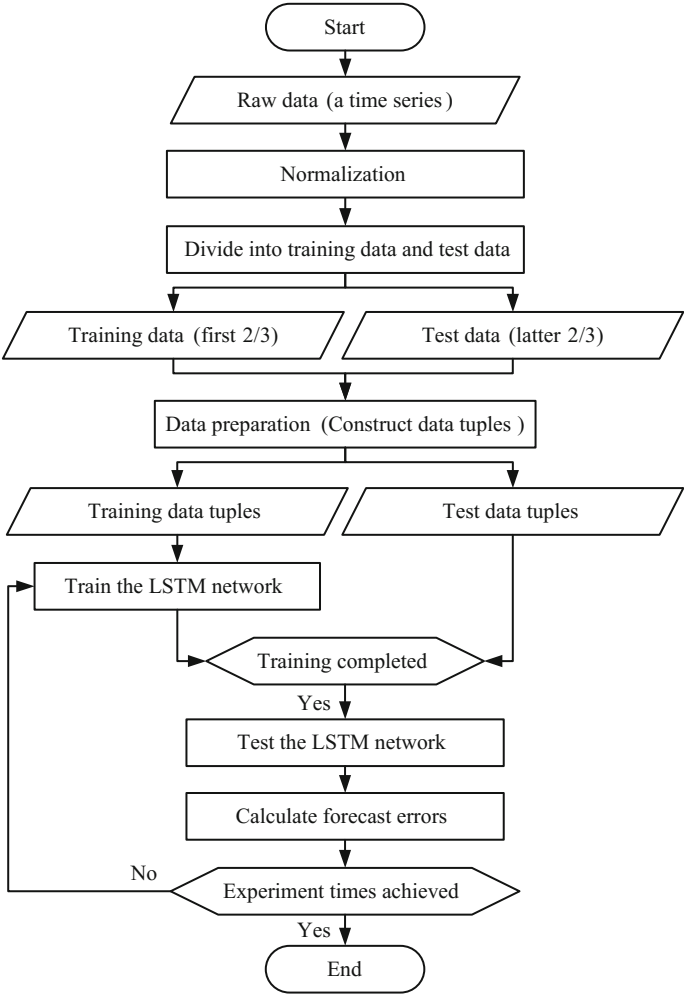 Start
Raw data (a time series)
Normalization
Divide into training data and test data
Training data (first 2/3)
Test data (latter 2/3)
Data preparation (Construct data tuples)
Training data tuples
Test data tuples
Train the LSTM network
Training completed
Yes
Test the LSTM network
Calculate forecast errors
No
Experiment times achieved
Yes
End